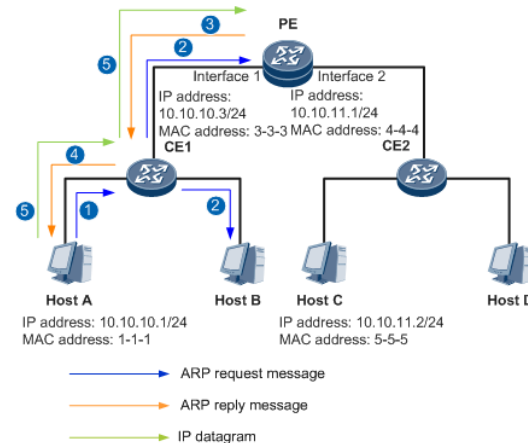 3
PE
2
5
Interface 1
Interface 2
IP address:
10.10.10.3/24
MAC address: 3-3-3
IP address:
10.10.11.1/24
MAC address: 4-4-4
CE1
CE2
4
1
2
5
Host A
Host B
Host C
Host D
IP address: 10.10.10.1/24
MAC address: 1-1-1
IP address: 10.10.11.2/24
MAC address: 5-5-5
ARP request message
ARP reply message
IP datagram